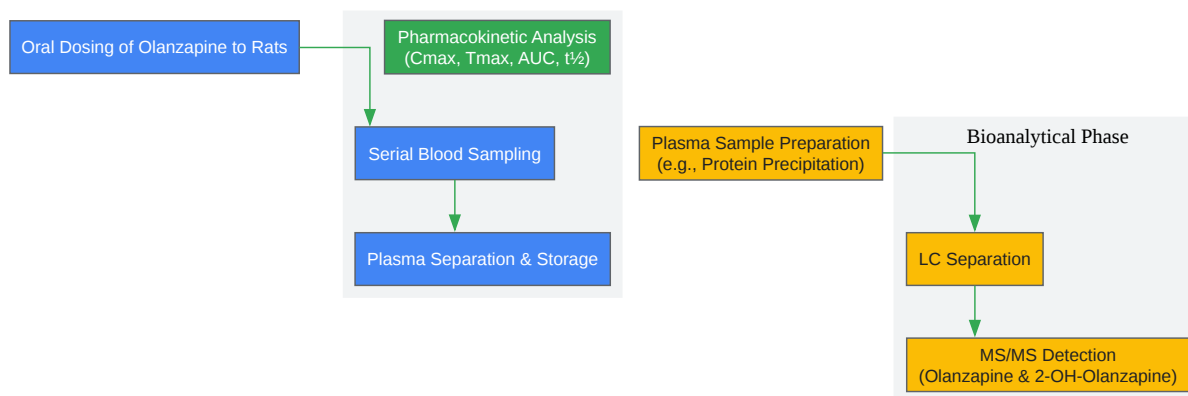 Oral Dosing of Olanzapine to Rats
Pharmacokinetic Analysis
(Cmax, Tmax, AUC, t½)
Serial Blood Sampling
Plasma Separation & Storage
Plasma Sample Preparation
(e.g., Protein Precipitation)
Bioanalytical Phase
LC Separation
MS/MS Detection
(Olanzapine & 2-OH-Olanzapine)